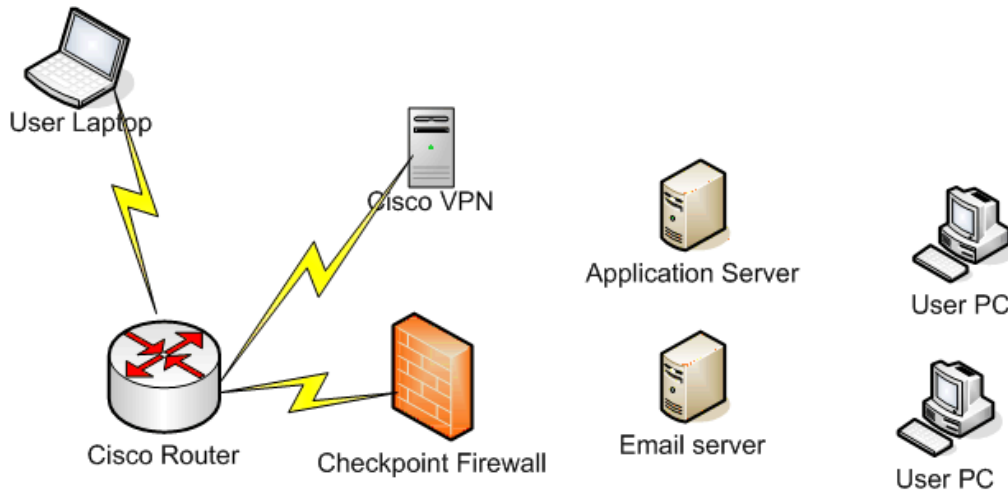 User Laptop
Cisco VPN
Application Server
User PC
Cisco Router
Checkpoint Firewall
Email server
User PC